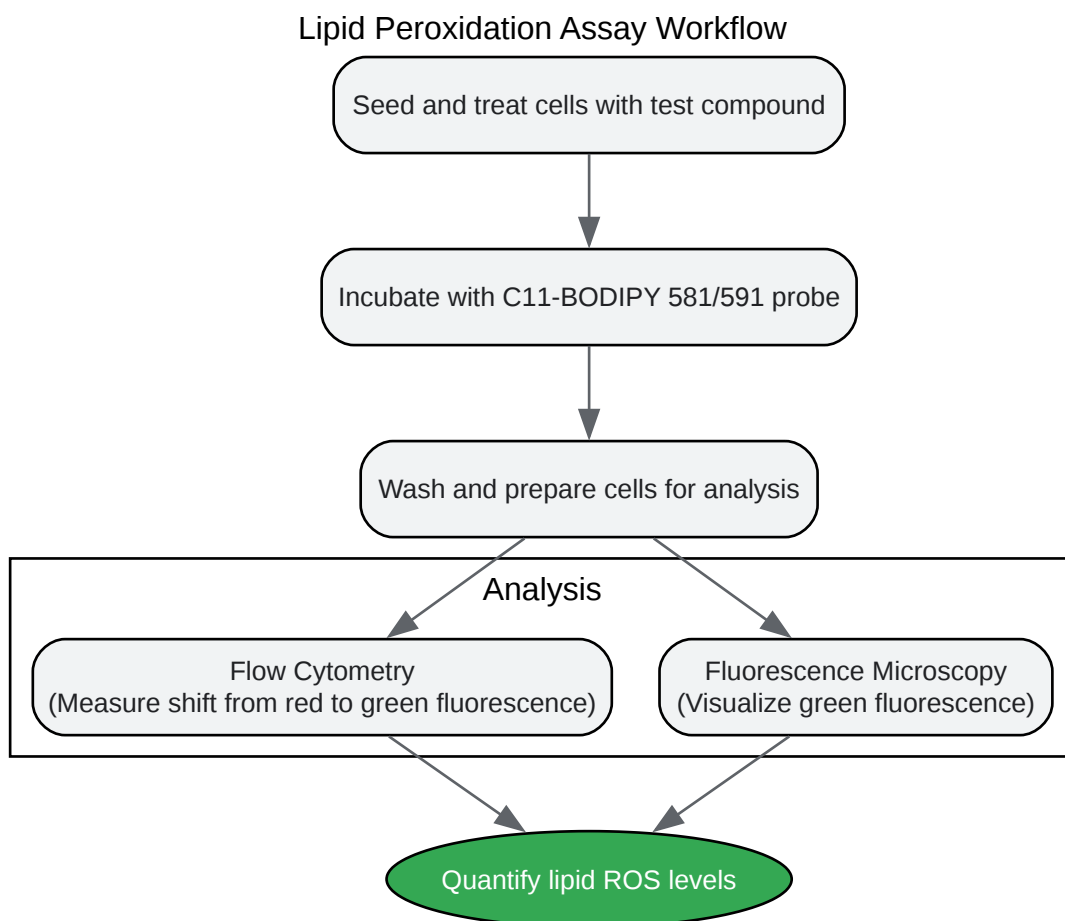 Lipid Peroxidation Assay Workflow
Seed and treat cells with test compound
Incubate with C11-BODIPY 581/591 probe
Wash and prepare cells for analysis
Analysis
Flow Cytometry
(Measure shift from red to green fluorescence)
Fluorescence Microscopy
(Visualize green fluorescence)
Quantify lipid ROS levels